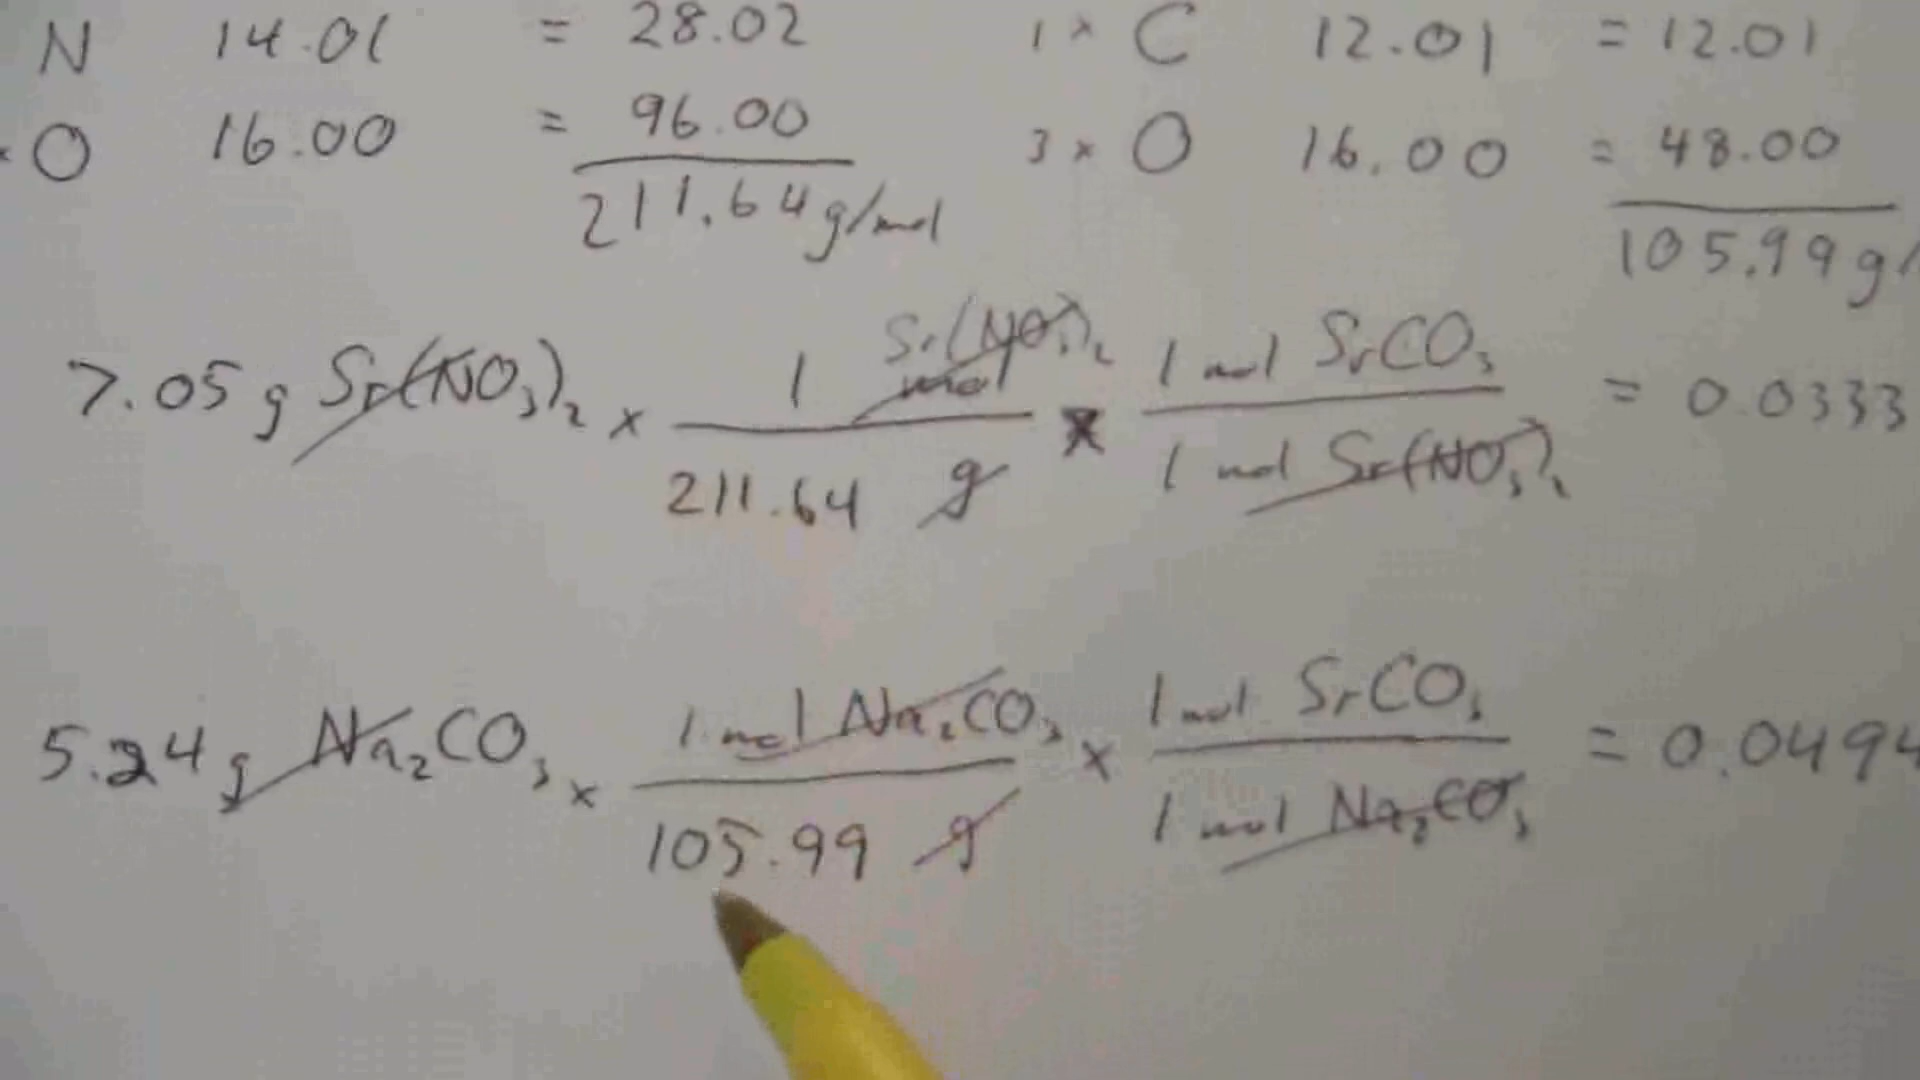 N 14.01 = 28.02 1 × C 12.01 = 12.01
× O 16.00 = 96.00 3 × O 16.00 = 48.00
211.64 g/mol 105.99 g/
7.05 g Sr(NO₃)₂ × 1 mol Sr(NO₃)₂ / 211.64 g × 1 mol SrCO₃ / 1 mol Sr(NO₃)₂ = 0.0333
5.24 g Na₂CO₃ × 1 mol Na₂CO₃ / 105.99 g × 1 mol SrCO₃ / 1 mol Na₂CO₃ = 0.0494